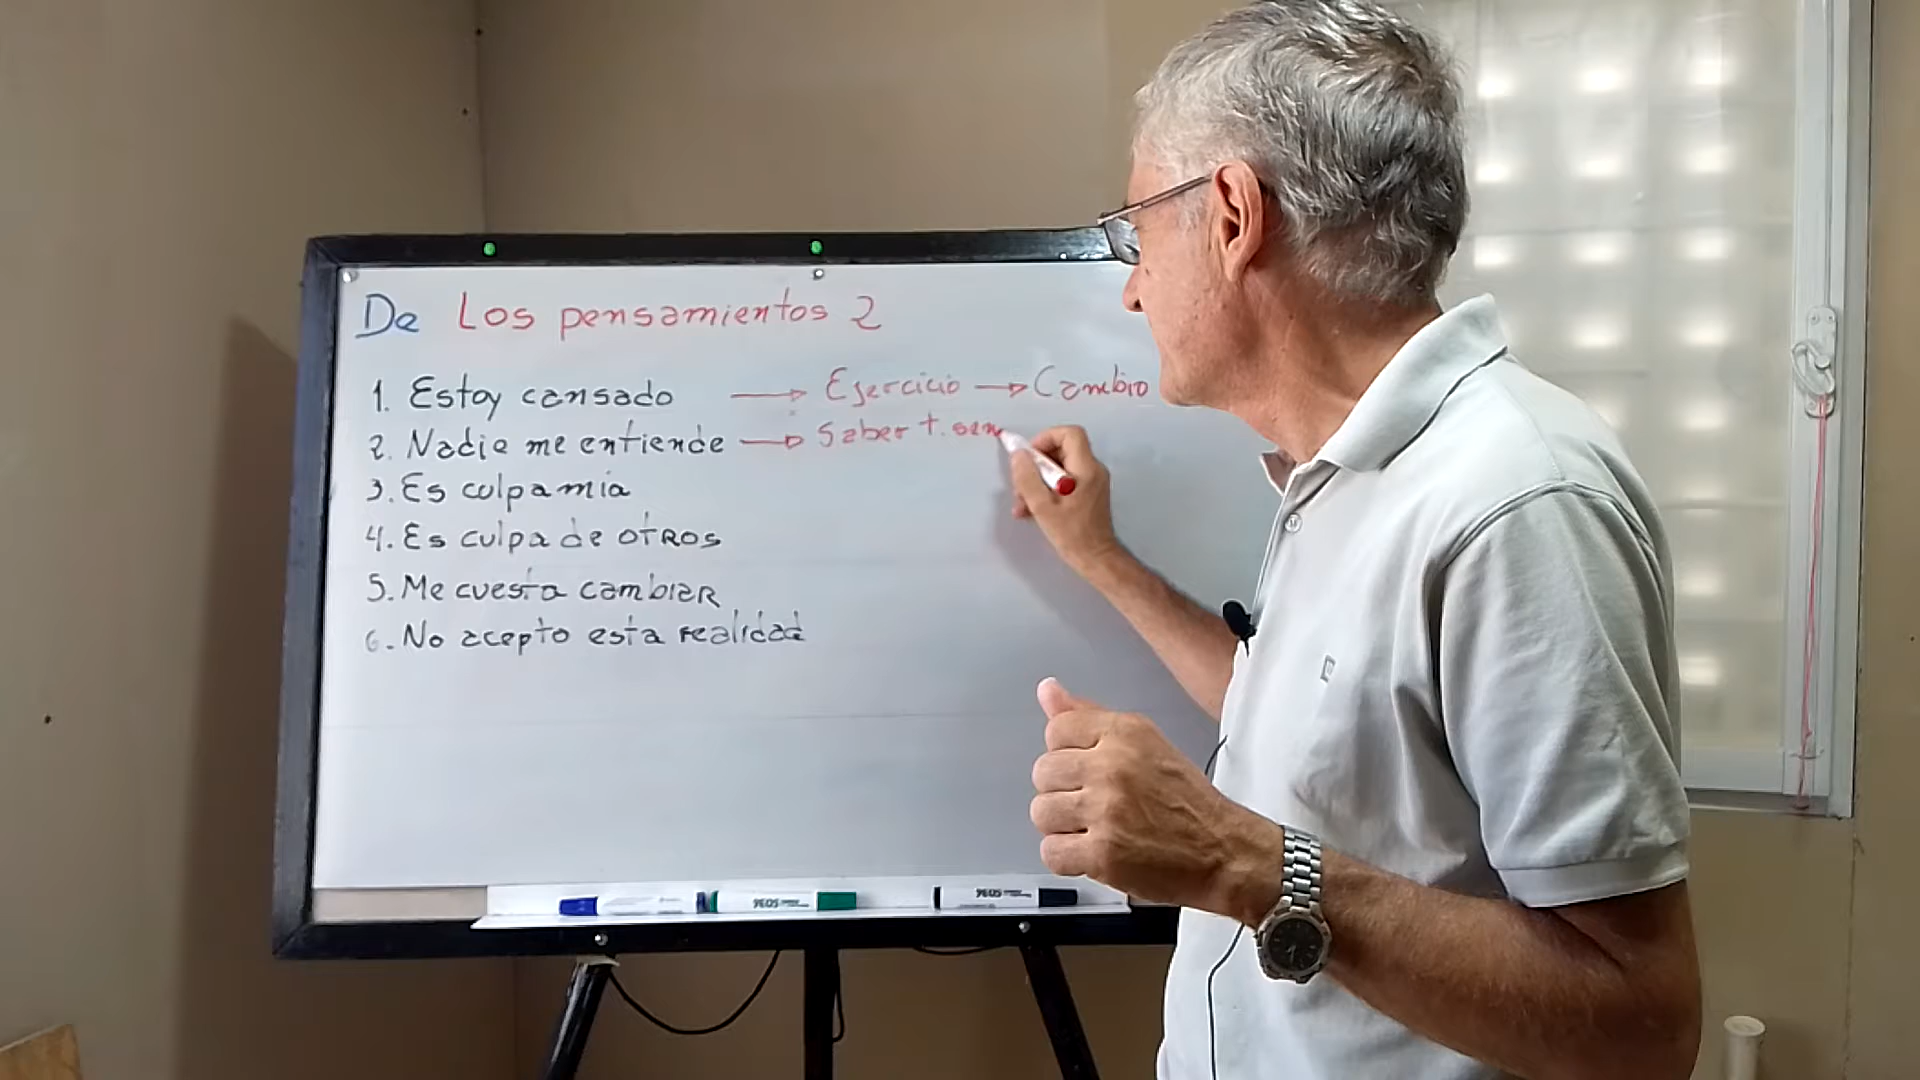 De Los pensamientos 2
1. Estoy cansado → Ejercicio → Cambio
2. Nadie me entiende → Saber t. sen
3. Es culpa mia
4. Es culpa de otros
5. Me cuesta cambiar
6. No acepto esta realidad